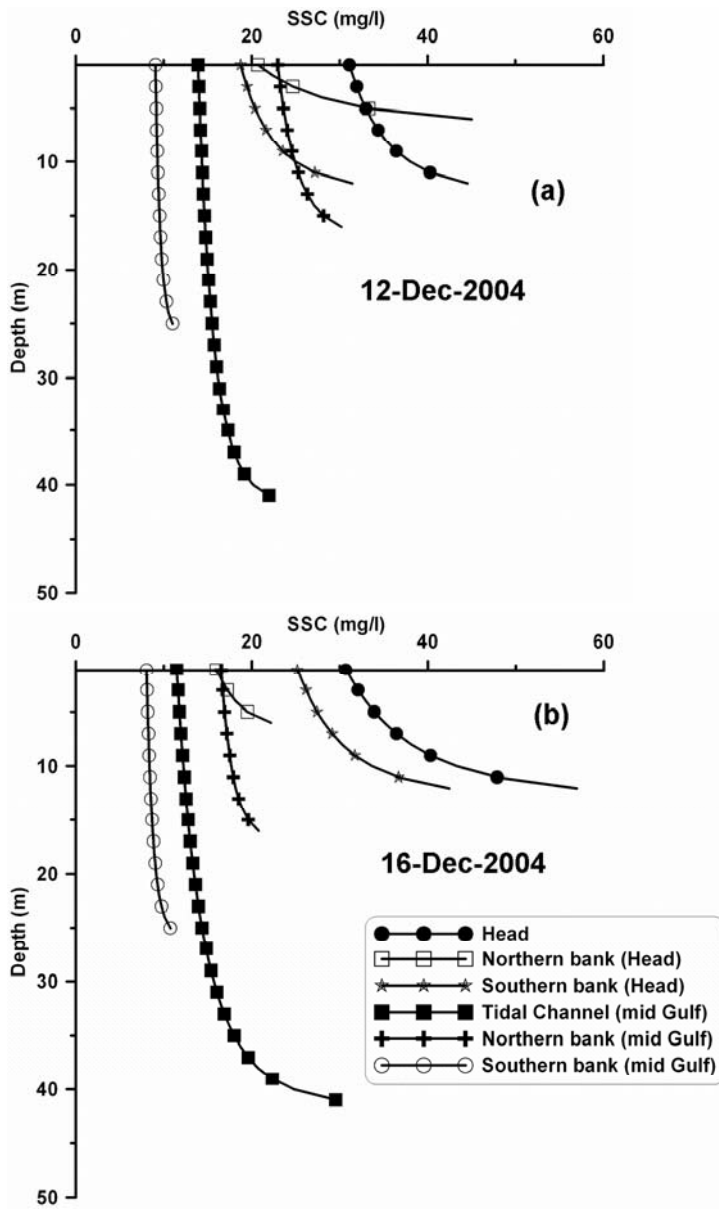 SSC (mg/l)
0 20 40 60
10
20
30
40
50
Depth (m)
(a)
12-Dec-2004
SSC (mg/l)
0 20 40 60
10
20
30
40
50
Depth (m)
(b)
16-Dec-2004
Head
Northern bank (Head)
Southern bank (Head)
Tidal Channel (mid Gulf)
Northern bank (mid Gulf)
Southern bank (mid Gulf)